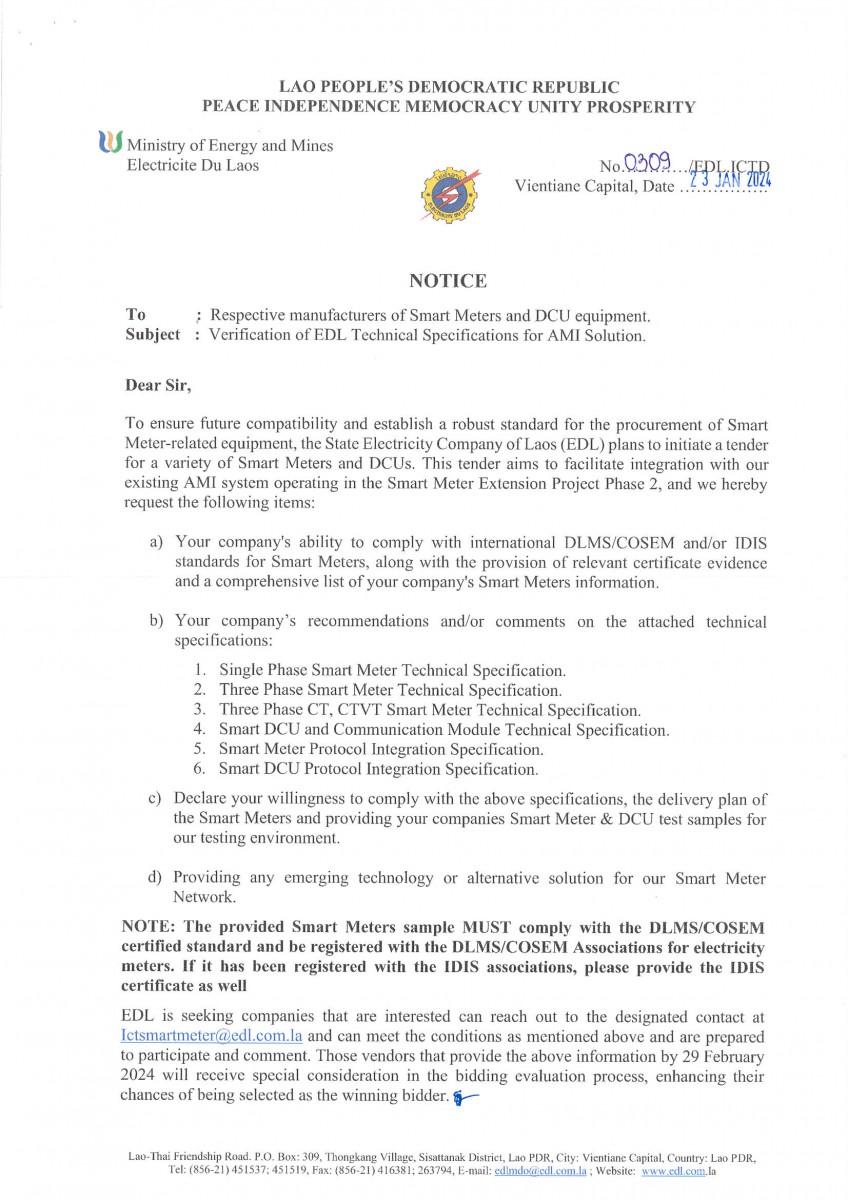 LAO PEOPLE'S DEMOCRATIC REPUBLIC
PEACE INDEPENDENCE MEMOCRACY UNITY PROSPERITY
Ministry of Energy and Mines
Electricite Du Laos
No.0309.../EDL.ICTD
Vientiane Capital, Date 23 JAN 2024
ELECTRICITE DU LAOS
NOTICE
To : Respective manufacturers of Smart Meters and DCU equipment.
Subject : Verification of EDL Technical Specifications for AMI Solution.
Dear Sir,
To ensure future compatibility and establish a robust standard for the procurement of Smart
Meter-related equipment, the State Electricity Company of Laos (EDL) plans to initiate a tender
for a variety of Smart Meters and DCUs. This tender aims to facilitate integration with our
existing AMI system operating in the Smart Meter Extension Project Phase 2, and we hereby
request the following items:
a) Your company's ability to comply with international DLMS/COSEM and/or IDIS
standards for Smart Meters, along with the provision of relevant certificate evidence
and a comprehensive list of your company's Smart Meters information.
b) Your company's recommendations and/or comments on the attached technical
specifications:
1. Single Phase Smart Meter Technical Specification.
2. Three Phase Smart Meter Technical Specification.
3. Three Phase CT, CTVT Smart Meter Technical Specification.
4. Smart DCU and Communication Module Technical Specification.
5. Smart Meter Protocol Integration Specification.
6. Smart DCU Protocol Integration Specification.
c) Declare your willingness to comply with the above specifications, the delivery plan of
the Smart Meters and providing your companies Smart Meter & DCU test samples for
our testing environment.
d) Providing any emerging technology or alternative solution for our Smart Meter
Network.
NOTE: The provided Smart Meters sample MUST comply with the DLMS/COSEM
certified standard and be registered with the DLMS/COSEM Associations for electricity
meters. If it has been registered with the IDIS associations, please provide the IDIS
certificate as well
EDL is seeking companies that are interested can reach out to the designated contact at
Ictsmartmeter@edl.com.la and can meet the conditions as mentioned above and are prepared
to participate and comment. Those vendors that provide the above information by 29 February
2024 will receive special consideration in the bidding evaluation process, enhancing their
chances of being selected as the winning bidder.
Lao-Thai Friendship Road. P.O. Box: 309, Thongkang Village, Sisattanak District, Lao PDR, City: Vientiane Capital, Country: Lao PDR,
Tel: (856-21) 451537; 451519, Fax: (856-21) 416381; 263794, E-mail: edlmdo@edl.com.la ; Website: www.edl.com.la